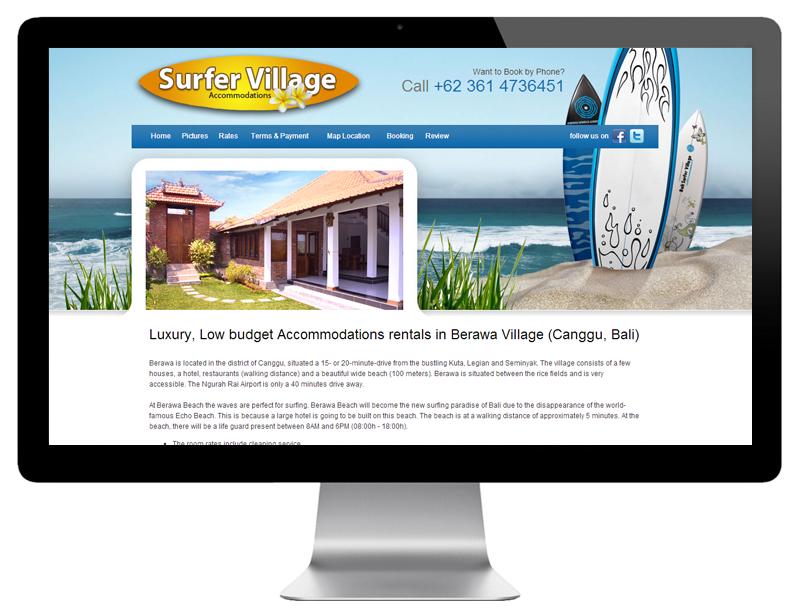 Surfer Village
Accommodations
Want to Book by Phone?
Call +62 361 4736451
Home Pictures Rates Terms & Payment Map Location Booking Review follow us on
Bali Surfer Village
Luxury, Low budget Accommodations rentals in Berawa Village (Canggu, Bali)
Berawa is located in the district of Canggu, situated a 15- or 20-minute-drive from the bustling Kuta, Legian and Seminyak. The village consists of a few
houses, a hotel, restaurants (walking distance) and a beautiful wide beach (100 meters). Berawa is situated between the rice fields and is very
accessible. The Ngurah Rai Airport is only a 40 minutes drive away.
At Berawa Beach the waves are perfect for surfing. Berawa Beach will become the new surfing paradise of Bali due to the disappearance of the world-
famous Echo Beach. This is because a large hotel is going to be built on this beach. The beach is at a walking distance of approximately 5 minutes. At the
beach, there will be a life guard present between 8AM and 6PM (08:00h - 18:00h).
• The room rates include cleaning service